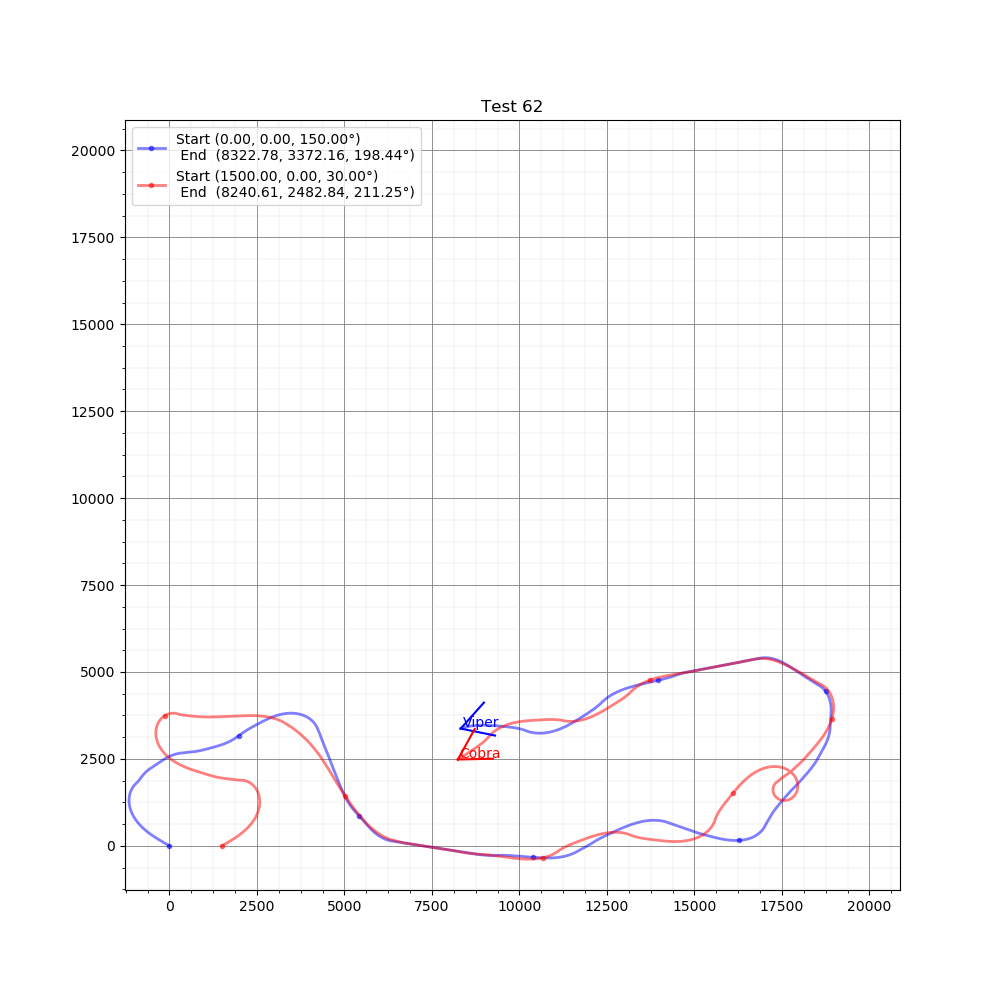 Test 62
Start (0.00, 0.00, 150.00°)
End  (8322.78, 3372.16, 198.44°)
Start (1500.00, 0.00, 30.00°)
End  (8240.61, 2482.84, 211.25°)
20000
17500
15000
12500
10000
7500
5000
2500
0
Viper
Cobra
0 2500 5000 7500 10000 12500 15000 17500 20000